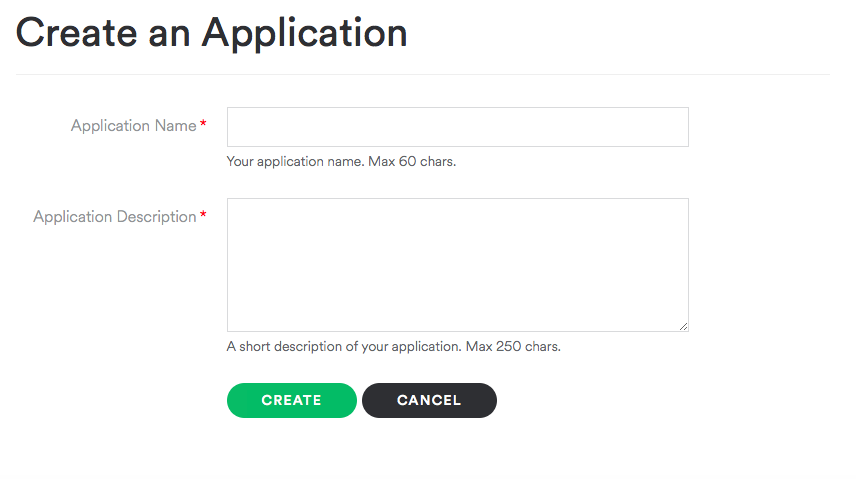 Create an Application
Application Name *
Your application name. Max 60 chars.
Application Description *
A short description of your application. Max 250 chars.
CREATE CANCEL